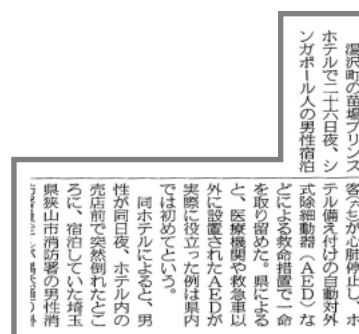 湯沢町の苗場プリンス
ホテルで二十六日夜、シ
ンガポール人の男性宿泊
客(六七)が心肺停止し、ホ
テル備え付けの自動対外
式除細動器(AED)な
どによる救命措置で一命
を取り留めた。県による
と、医療機関や救急車以
外に設置されたAEDが
実際に役立った例は県内
では初めてという。
同ホテルによると、男
性が同日夜、ホテル内の
売店前で突然倒れたとこ
ろに、宿泊していた埼玉
県狭山市消防署の男性消